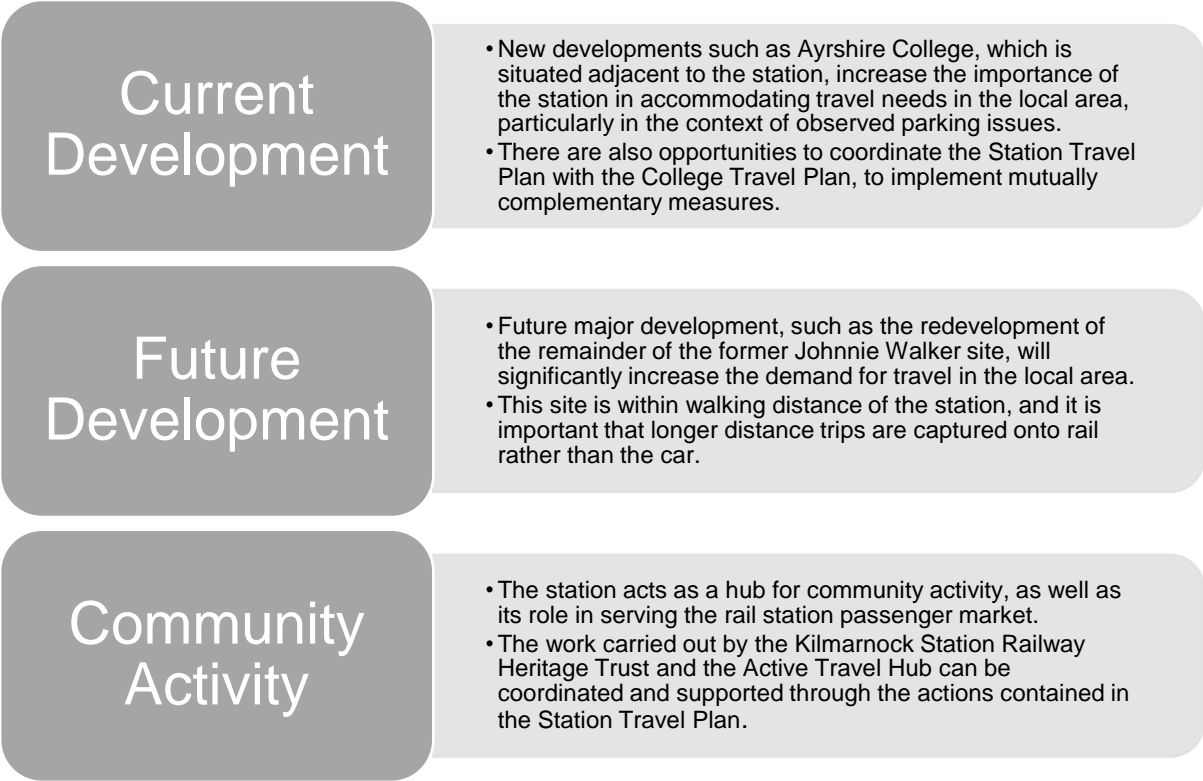 Current
Development
• New developments such as Ayrshire College, which is
situated adjacent to the station, increase the importance of
the station in accommodating travel needs in the local area,
particularly in the context of observed parking issues.
• There are also opportunities to coordinate the Station Travel
Plan with the College Travel Plan, to implement mutually
complementary measures.
Future
Development
• Future major development, such as the redevelopment of
the remainder of the former Johnnie Walker site, will
significantly increase the demand for travel in the local area.
• This site is within walking distance of the station, and it is
important that longer distance trips are captured onto rail
rather than the car.
Community
Activity
• The station acts as a hub for community activity, as well as
its role in serving the rail station passenger market.
• The work carried out by the Kilmarnock Station Railway
Heritage Trust and the Active Travel Hub can be
coordinated and supported through the actions contained in
the Station Travel Plan.